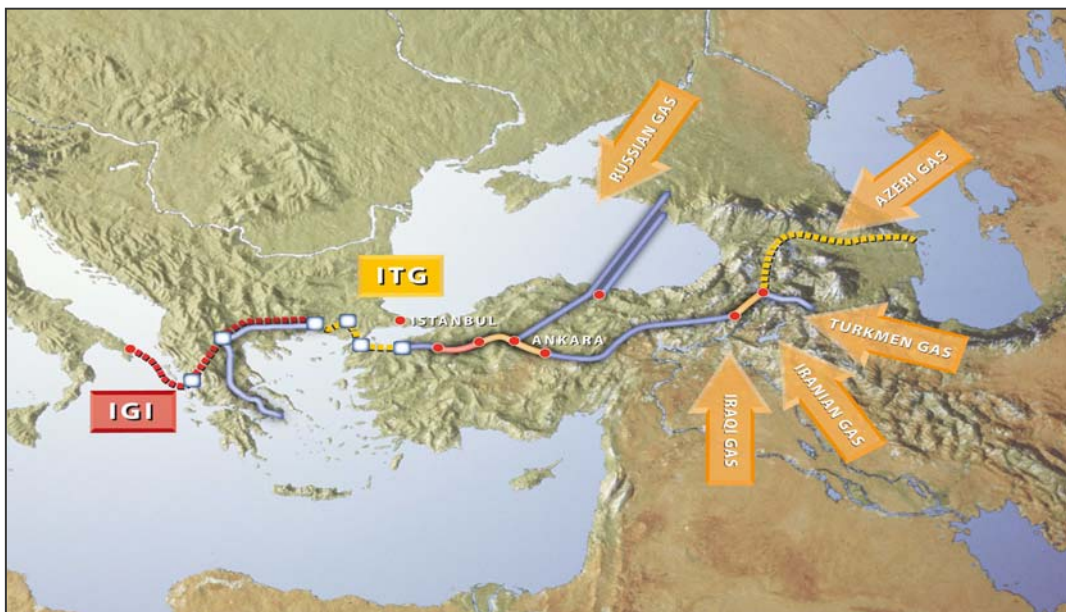 RUSSIAN GAS
AZERI GAS
ITG
ISTANBUL
ANKARA
TURKMEN GAS
IRANIAN GAS
IRAQI GAS
IGI